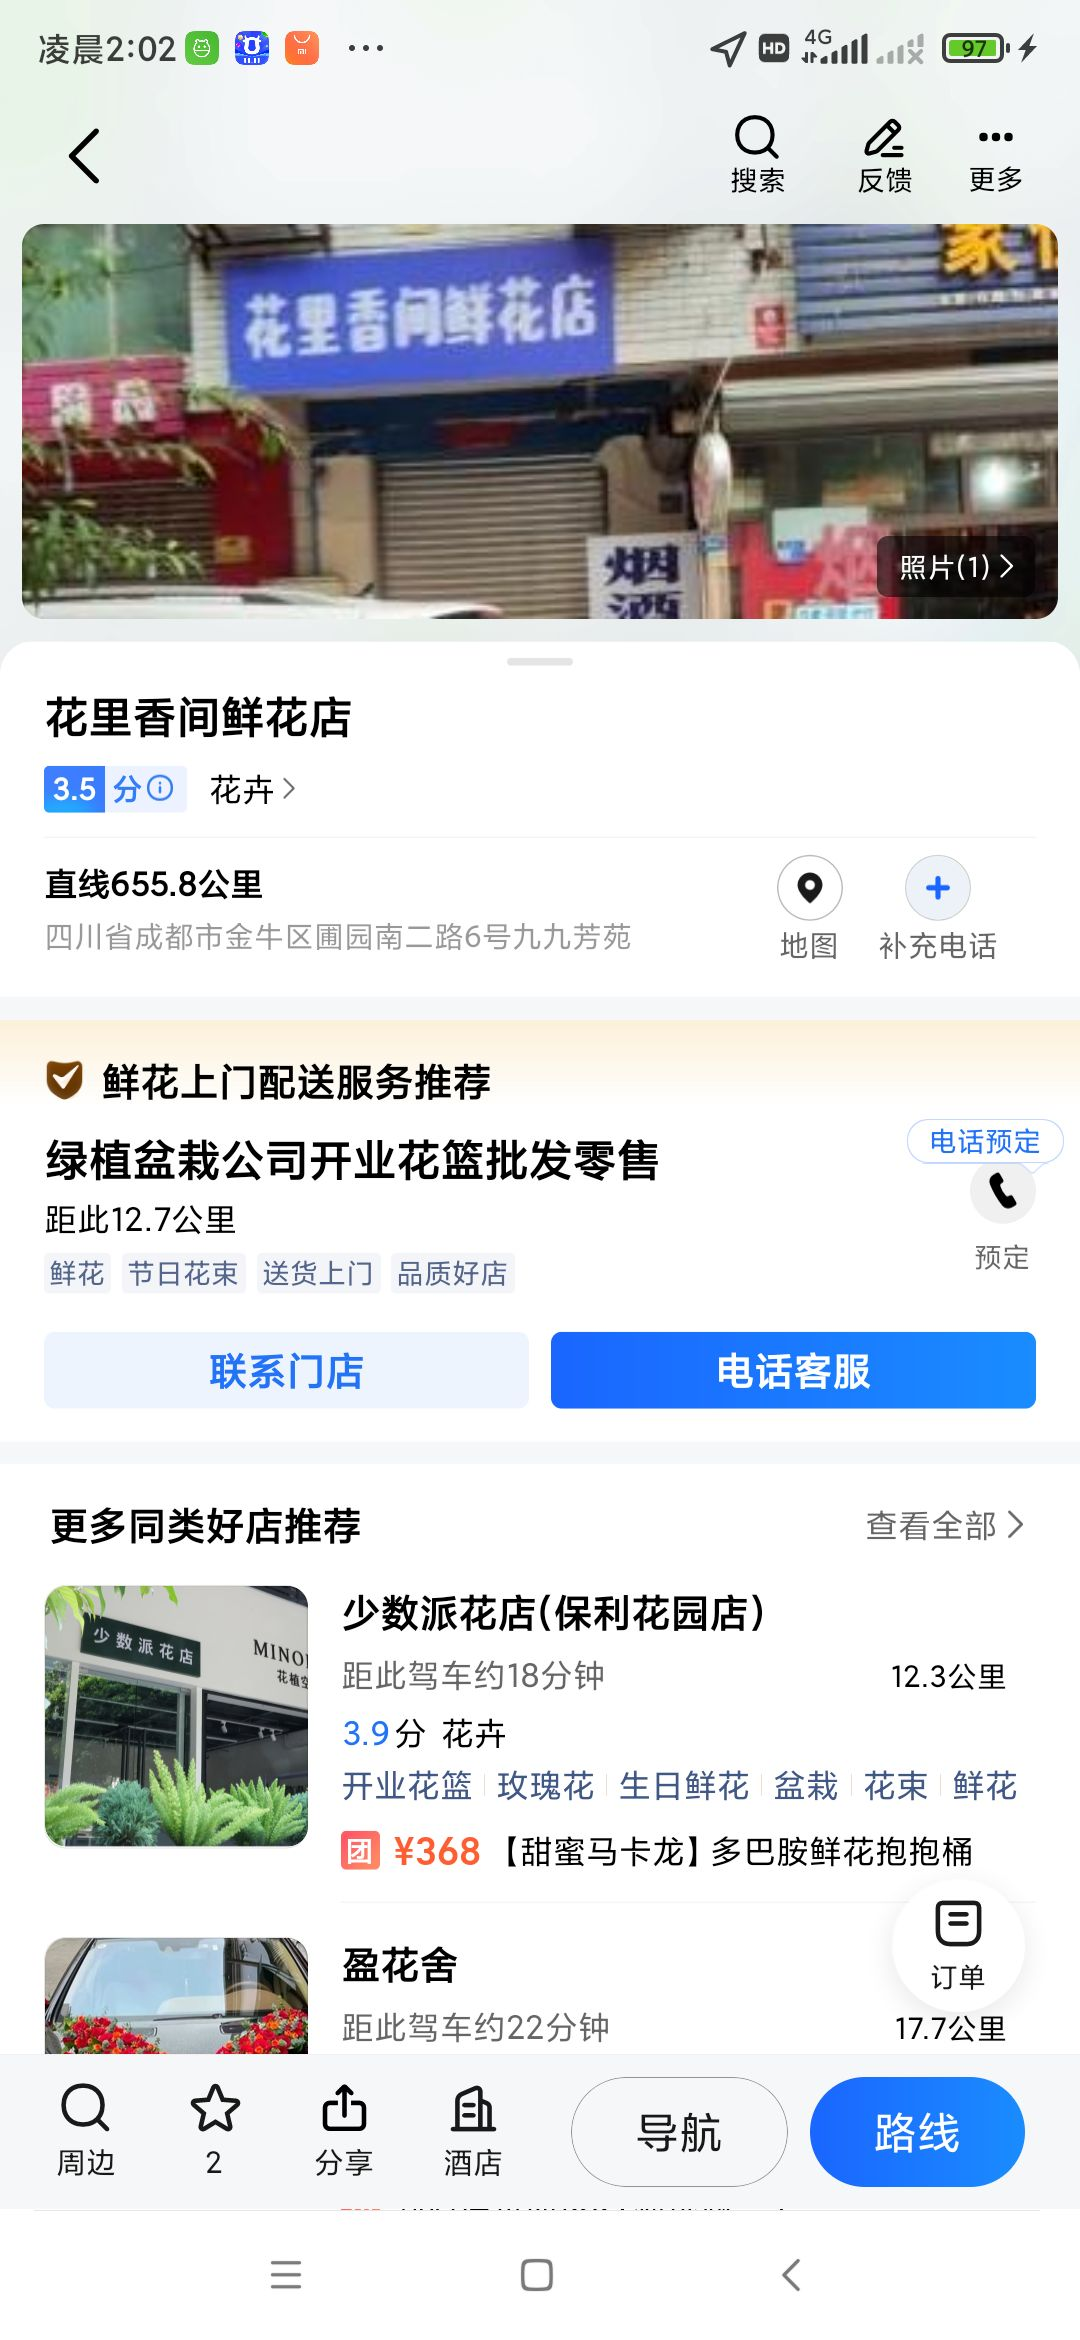 凌晨2:02
HD 4G 97
搜索 反馈 更多
花里香间鲜花店
烟
酒
照片(1)
花里香间鲜花店
3.5分 花卉
直线655.8公里
四川省成都市金牛区圃园南二路6号九九芳苑
地图 补充电话
鲜花上门配送服务推荐
绿植盆栽公司开业花篮批发零售
电话预定
距此12.7公里
鲜花 节日花束 送货上门 品质好店
预定
联系门店 电话客服
更多同类好店推荐 查看全部
少数派花店
MINO
花植空
少数派花店(保利花园店)
距此驾车约18分钟 12.3公里
3.9分 花卉
开业花篮 玫瑰花 生日鲜花 盆栽 花束 鲜花
团 ¥368 【甜蜜马卡龙】多巴胺鲜花抱抱桶
订单
盈花舍
距此驾车约22分钟 17.7公里
周边 2 分享 酒店 导航 路线